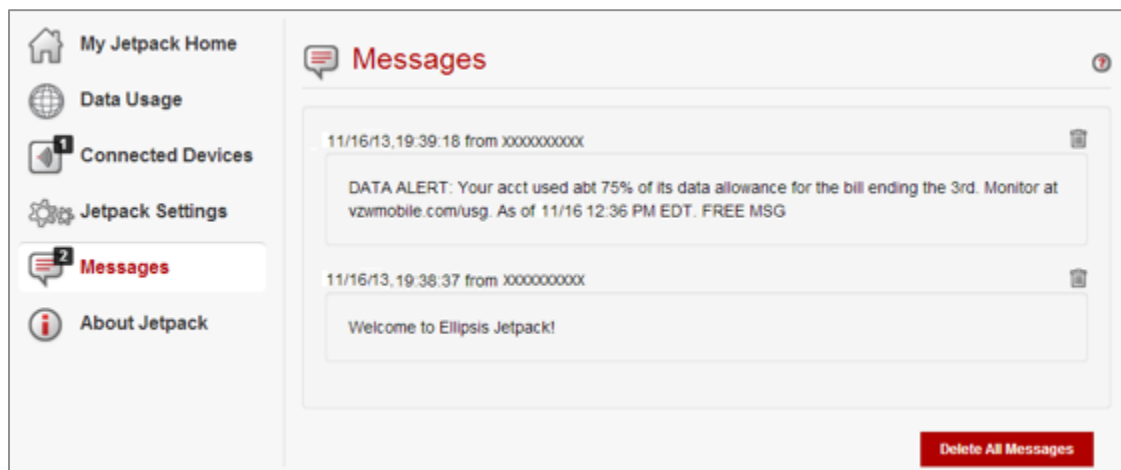 My Jetpack Home
Data Usage
1
Connected Devices
Jetpack Settings
2
Messages
About Jetpack
Messages
?
11/16/13,19:39:18 from XXXXXXXXXX
DATA ALERT: Your acct used abt 75% of its data allowance for the bill ending the 3rd. Monitor at
vzwmobile.com/usg. As of 11/16 12:36 PM EDT. FREE MSG
11/16/13,19:38:37 from XXXXXXXXXX
Welcome to Ellipsis Jetpack!
Delete All Messages